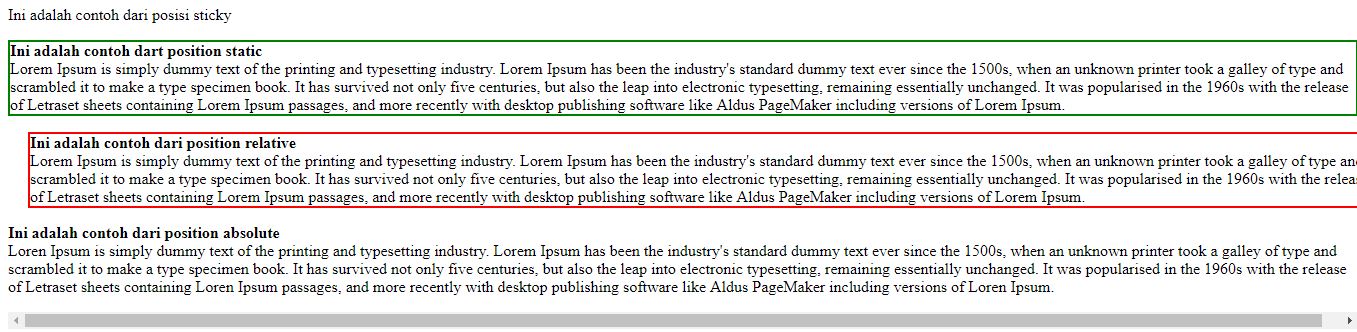 Ini adalah contoh dari posisi sticky
Ini adalah contoh dart position static
Lorem Ipsum is simply dummy text of the printing and typesetting industry. Lorem Ipsum has been the industry's standard dummy text ever since the 1500s, when an unknown printer took a galley of type and
scrambled it to make a type specimen book. It has survived not only five centuries, but also the leap into electronic typesetting, remaining essentially unchanged. It was popularised in the 1960s with the release
of Letraset sheets containing Lorem Ipsum passages, and more recently with desktop publishing software like Aldus PageMaker including versions of Lorem Ipsum.
Ini adalah contoh dari position relative
Lorem Ipsum is simply dummy text of the printing and typesetting industry. Lorem Ipsum has been the industry's standard dummy text ever since the 1500s, when an unknown printer took a galley of type an
scrambled it to make a type specimen book. It has survived not only five centuries, but also the leap into electronic typesetting, remaining essentially unchanged. It was popularised in the 1960s with the relea
of Letraset sheets containing Lorem Ipsum passages, and more recently with desktop publishing software like Aldus PageMaker including versions of Lorem Ipsum.
Ini adalah contoh dari position absolute
Loren Ipsum is simply dummy text of the printing and typesetting industry. Loren Ipsum has been the industry's standard dummy text ever since the 1500s, when an unknown printer took a galley of type and
scrambled it to make a type specimen book. It has survived not only five centuries, but also the leap into electronic typesetting, remaining essentially unchanged. It was popularised in the 1960s with the release
of Letraset sheets containing Loren Ipsum passages, and more recently with desktop publishing software like Aldus PageMaker including versions of Loren Ipsum.